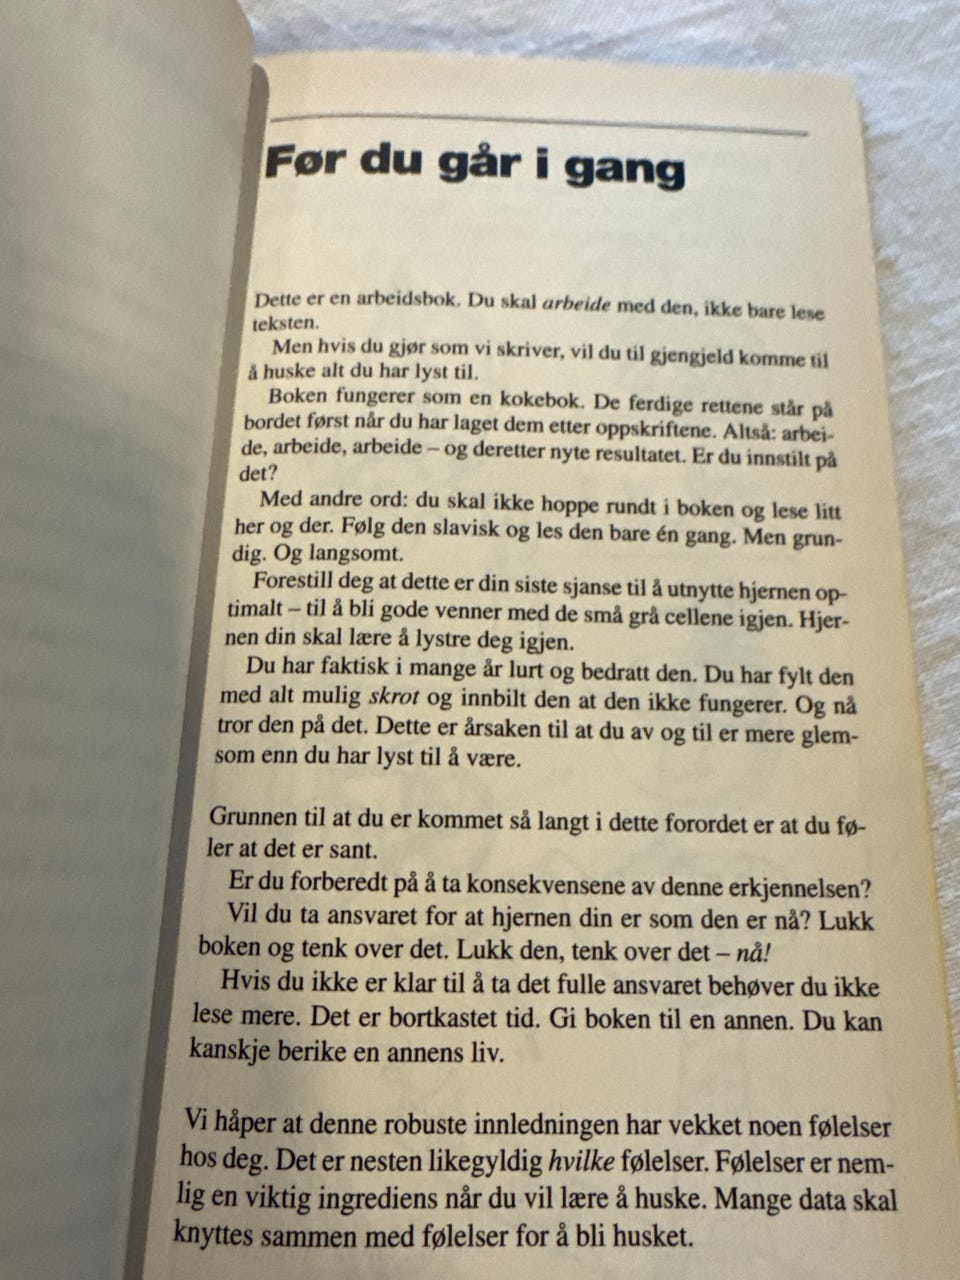 Før du går i gang
Dette er en arbeidsbok. Du skal arbeide med den, ikke bare lese
teksten.
Men hvis du gjør som vi skriver, vil du til gjengjeld komme til
å huske alt du har lyst til.
Boken fungerer som en kokebok. De ferdige rettene står på
bordet først når du har laget dem etter oppskriftene. Altså: arbei-
de, arbeide, arbeide – og deretter nyte resultatet. Er du innstilt på
det?
Med andre ord: du skal ikke hoppe rundt i boken og lese litt
her og der. Følg den slavisk og les den bare én gang. Men grun-
dig. Og langsomt.
Forestill deg at dette er din siste sjanse til å utnytte hjernen op-
timalt – til å bli gode venner med de små grå cellene igjen. Hjer-
nen din skal lære å lystre deg igjen.
Du har faktisk i mange år lurt og bedratt den. Du har fylt den
med alt mulig skrot og innbilt den at den ikke fungerer. Og nå
tror den på det. Dette er årsaken til at du av og til er mere glem-
som enn du har lyst til å være.
Grunnen til at du er kommet så langt i dette forordet er at du fø-
ler at det er sant.
Er du forberedt på å ta konsekvensene av denne erkjennelsen?
Vil du ta ansvaret for at hjernen din er som den er nå? Lukk
boken og tenk over det. Lukk den, tenk over det – nå!
Hvis du ikke er klar til å ta det fulle ansvaret behøver du ikke
lese mere. Det er bortkastet tid. Gi boken til en annen. Du kan
kanskje berike en annens liv.
Vi håper at denne robuste innledningen har vekket noen følelser
hos deg. Det er nesten likegyldig hvilke følelser. Følelser er nem-
lig en viktig ingrediens når du vil lære å huske. Mange data skal
knyttes sammen med følelser for å bli husket.